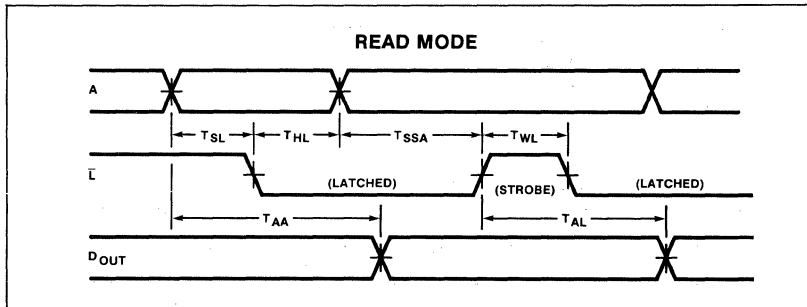 READ MODE
A
T_SL T_HL T_SSA T_WL
L̅
(LATCHED) (STROBE) (LATCHED)
T_AA T_AL
D_OUT